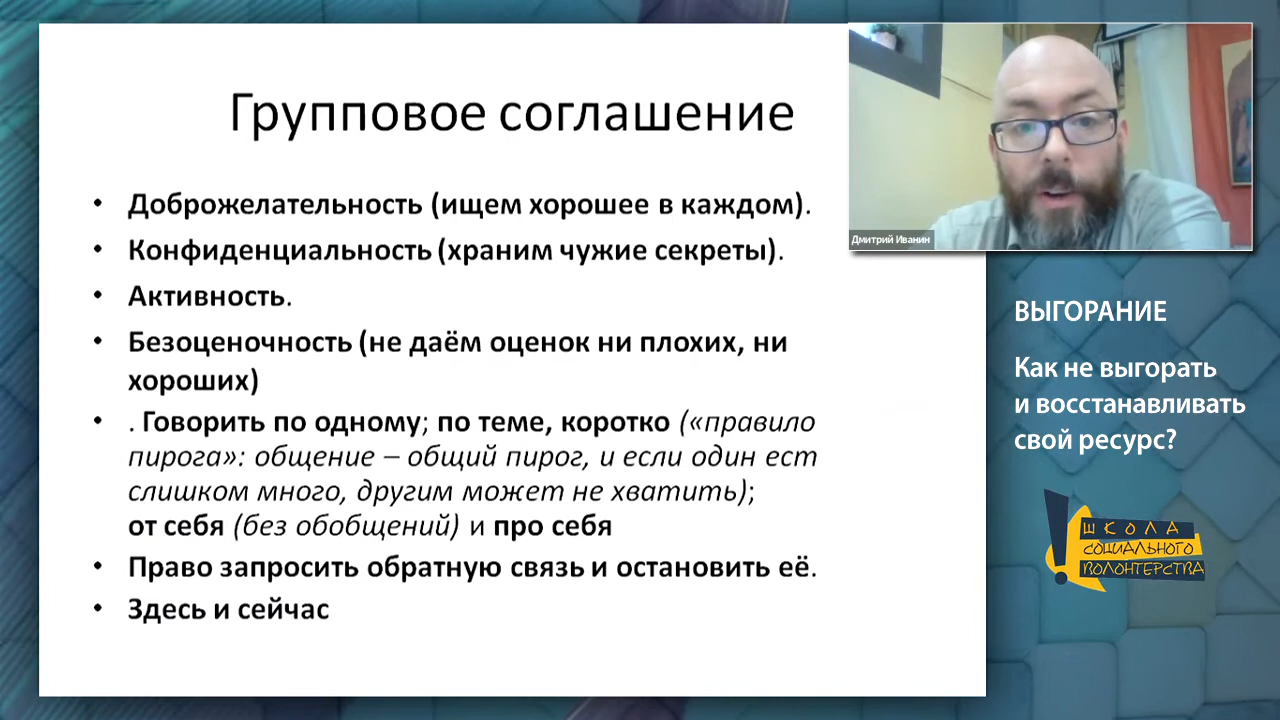 Групповое соглашение
• Доброжелательность (ищем хорошее в каждом).
• Конфиденциальность (храним чужие секреты).
• Активность.
• Безоценочность (не даём оценок ни плохих, ни
хороших)
• . Говорить по одному; по теме, коротко («правило
пирога»: общение – общий пирог, и если один ест
слишком много, другим может не хватить);
от себя (без обобщений) и про себя
• Право запросить обратную связь и остановить её.
• Здесь и сейчас
Дмитрий Иванин
ВЫГОРАНИЕ
Как не выгорать
и восстанавливать
свой ресурс?
ШКОЛА
СОЦИАЛЬНОГО
ВОЛОНТЕРСТВА